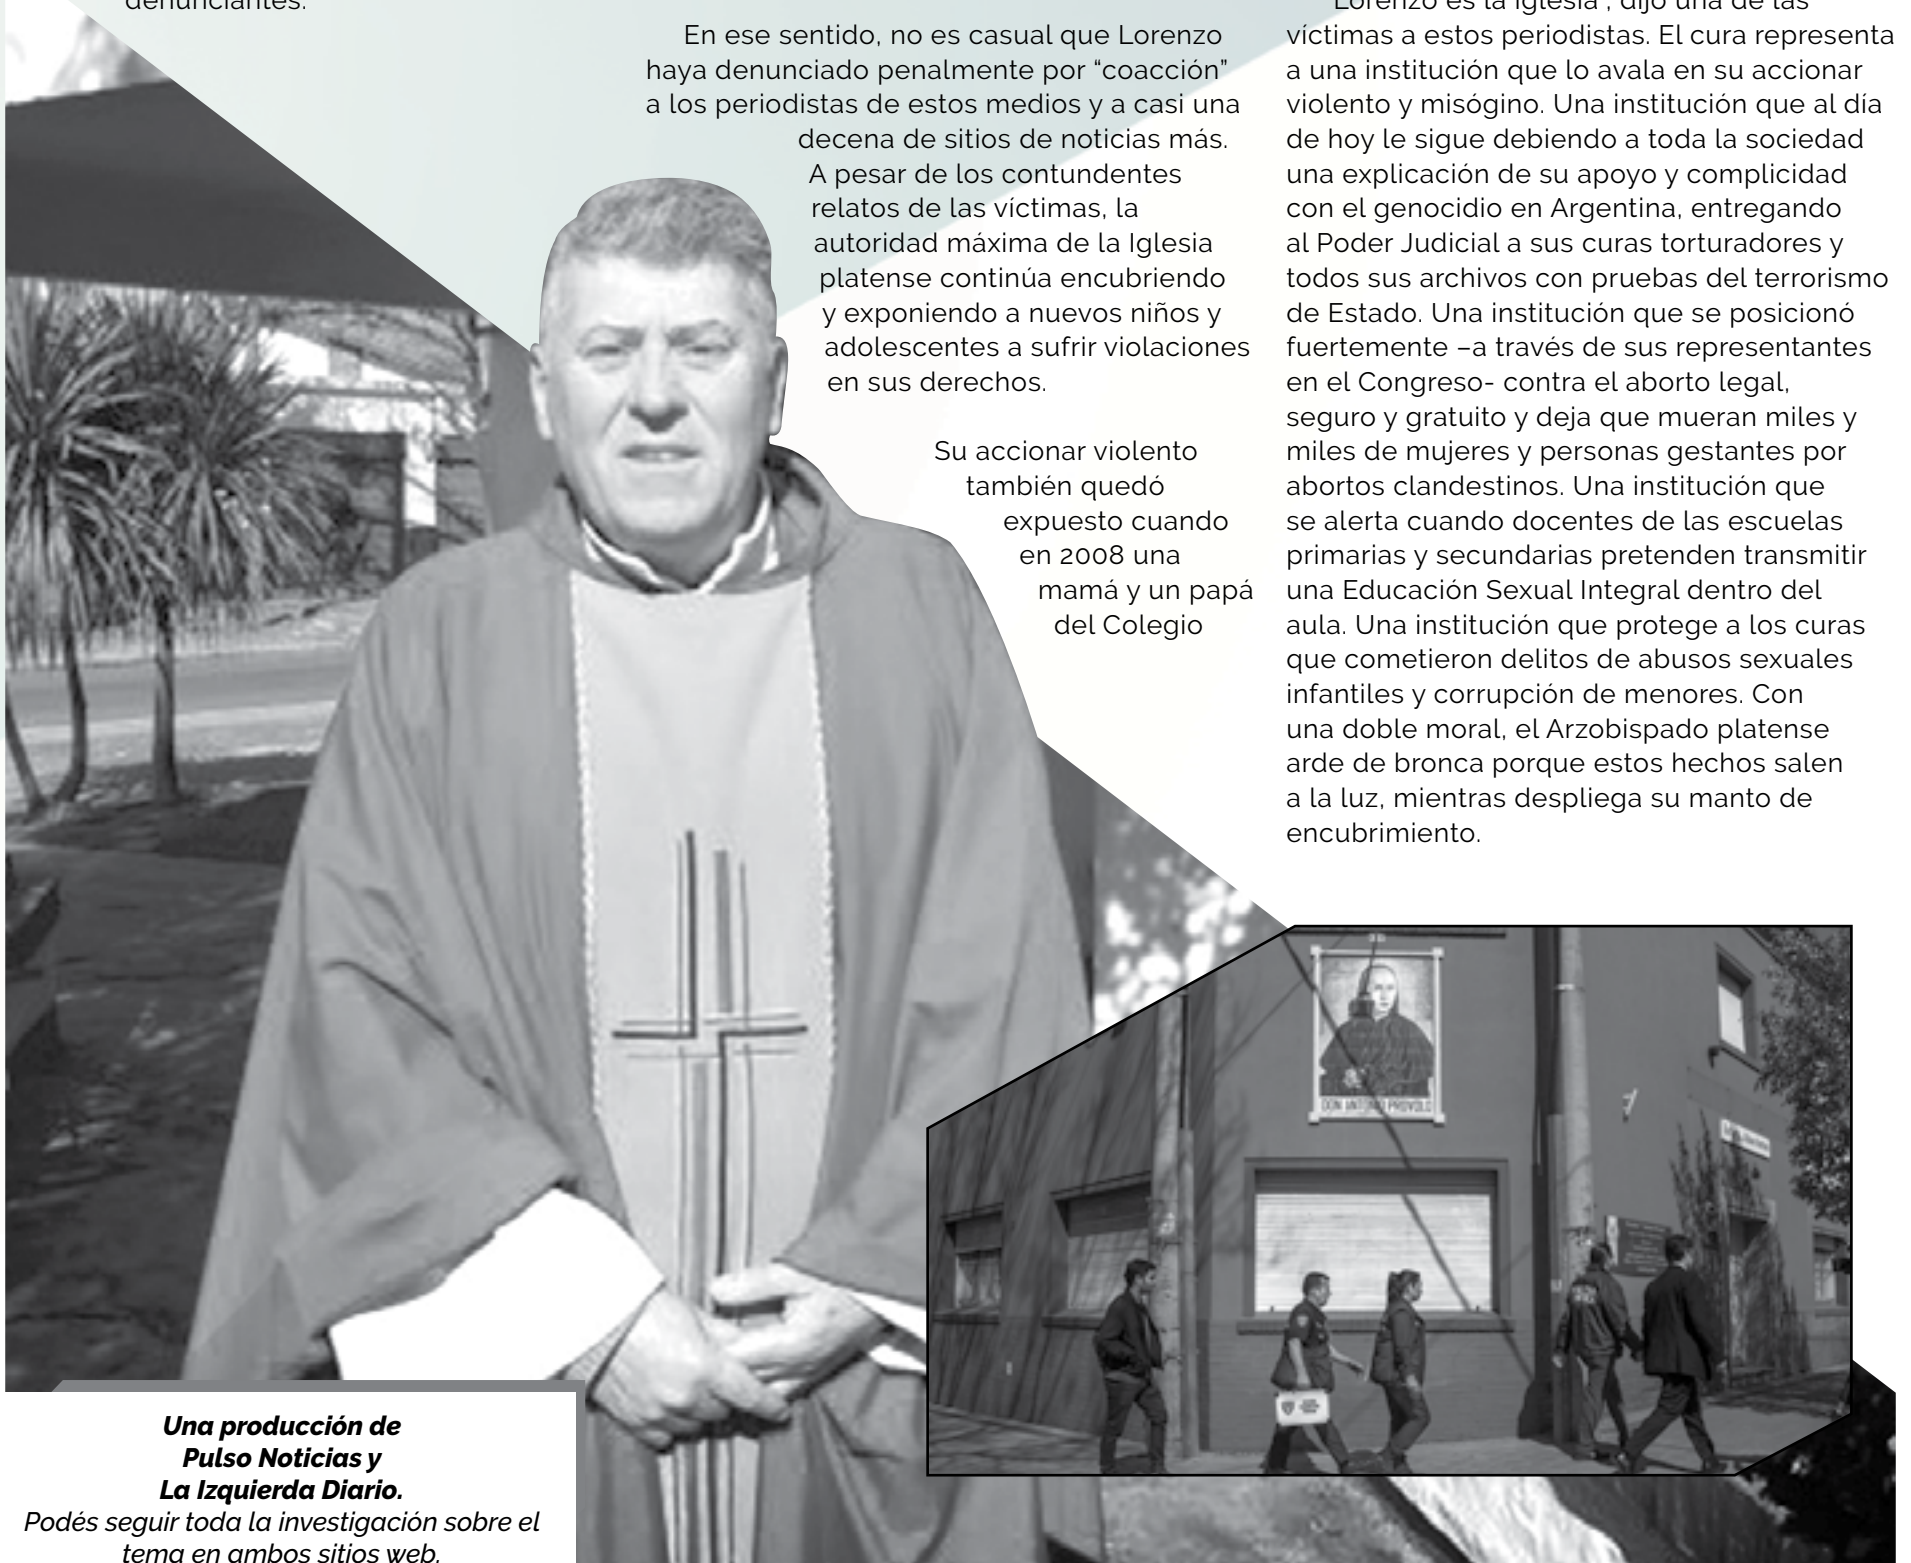 denunciantes.
En ese sentido, no es casual que Lorenzo
haya denunciado penalmente por “coacción”
a los periodistas de estos medios y a casi una
decena de sitios de noticias más.
A pesar de los contundentes
relatos de las víctimas, la
autoridad máxima de la Iglesia
platense continúa encubriendo
y exponiendo a nuevos niños y
adolescentes a sufrir violaciones
en sus derechos.
Su accionar violento
también quedó
expuesto cuando
en 2008 una
mamá y un papá
del Colegio
Lorenzo es la Iglesia”, dijo una de las
víctimas a estos periodistas. El cura representa
a una institución que lo avala en su accionar
violento y misógino. Una institución que al día
de hoy le sigue debiendo a toda la sociedad
una explicación de su apoyo y complicidad
con el genocidio en Argentina, entregando
al Poder Judicial a sus curas torturadores y
todos sus archivos con pruebas del terrorismo
de Estado. Una institución que se posicionó
fuertemente –a través de sus representantes
en el Congreso- contra el aborto legal,
seguro y gratuito y deja que mueran miles y
miles de mujeres y personas gestantes por
abortos clandestinos. Una institución que
se alerta cuando docentes de las escuelas
primarias y secundarias pretenden transmitir
una Educación Sexual Integral dentro del
aula. Una institución que protege a los curas
que cometieron delitos de abusos sexuales
infantiles y corrupción de menores. Con
una doble moral, el Arzobispado platense
arde de bronca porque estos hechos salen
a la luz, mientras despliega su manto de
encubrimiento.
DON ANTONIO PROVOLO
Una producción de
Pulso Noticias y
La Izquierda Diario.
Podés seguir toda la investigación sobre el
tema en ambos sitios web.